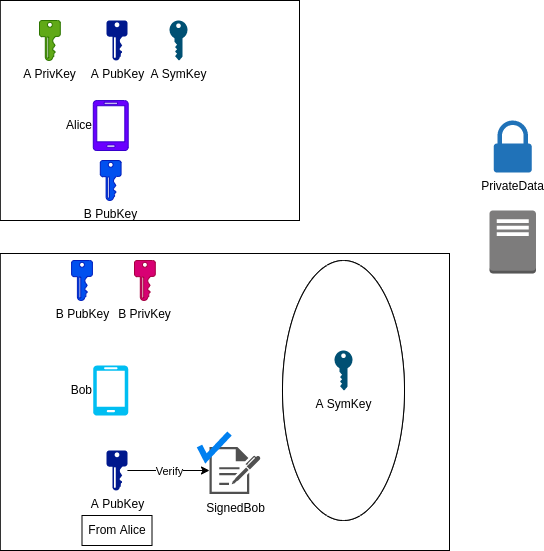 A PrivKey
A PubKey
A SymKey
Alice
B PubKey
PrivateData
B PubKey
B PrivKey
A SymKey
Bob
Verify
A PubKey
SignedBob
From Alice